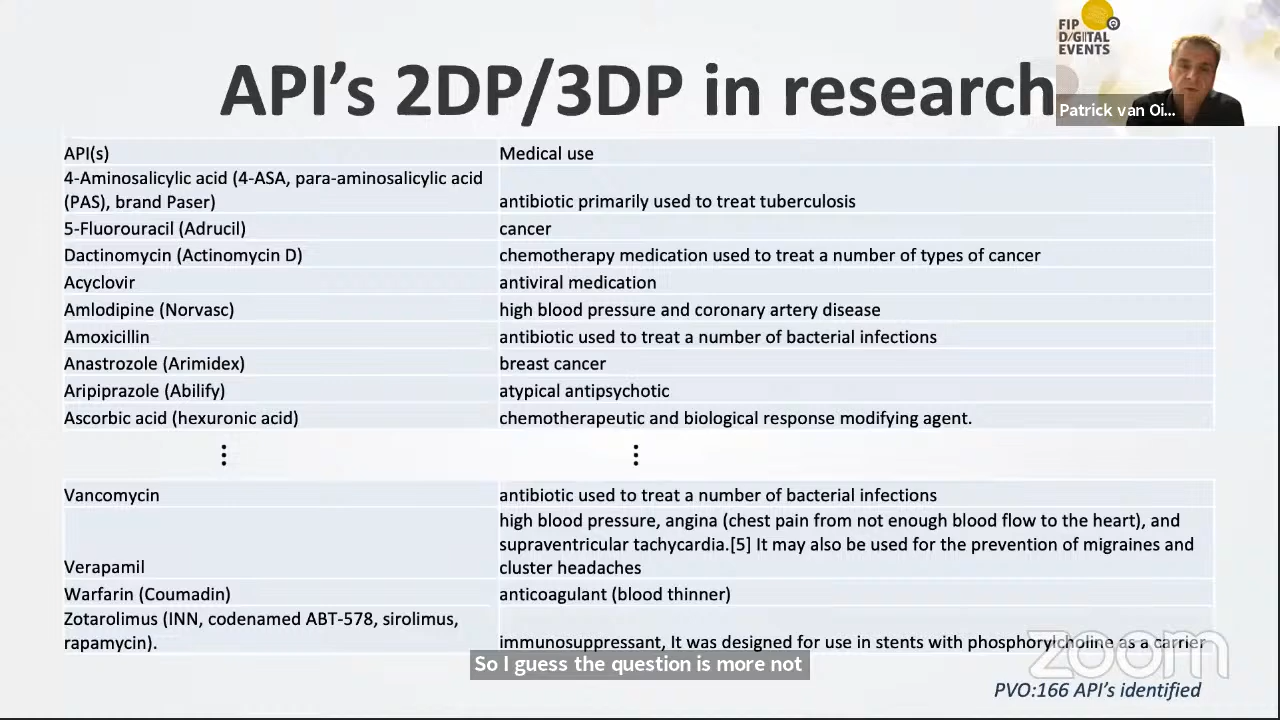 FIP
DIGITAL
EVENTS
API's 2DP/3DP in research
Patrick van Oi...
API(s) Medical use
4-Aminosalicylic acid (4-ASA, para-aminosalicylic acid
(PAS), brand Paser) antibiotic primarily used to treat tuberculosis
5-Fluorouracil (Adrucil) cancer
Dactinomycin (Actinomycin D) chemotherapy medication used to treat a number of types of cancer
Acyclovir antiviral medication
Amlodipine (Norvasc) high blood pressure and coronary artery disease
Amoxicillin antibiotic used to treat a number of bacterial infections
Anastrozole (Arimidex) breast cancer
Aripiprazole (Abilify) atypical antipsychotic
Ascorbic acid (hexuronic acid) chemotherapeutic and biological response modifying agent.
Vancomycin antibiotic used to treat a number of bacterial infections
high blood pressure, angina (chest pain from not enough blood flow to the heart), and
supraventricular tachycardia.[5] It may also be used for the prevention of migraines and
Verapamil cluster headaches
Warfarin (Coumadin) anticoagulant (blood thinner)
Zotarolimus (INN, codenamed ABT-578, sirolimus,
rapamycin). immunosuppressant, It was designed for use in stents with phosphorylcholine as a carrier
So I guess the question is more not
zoom
PVO:166 API's identified